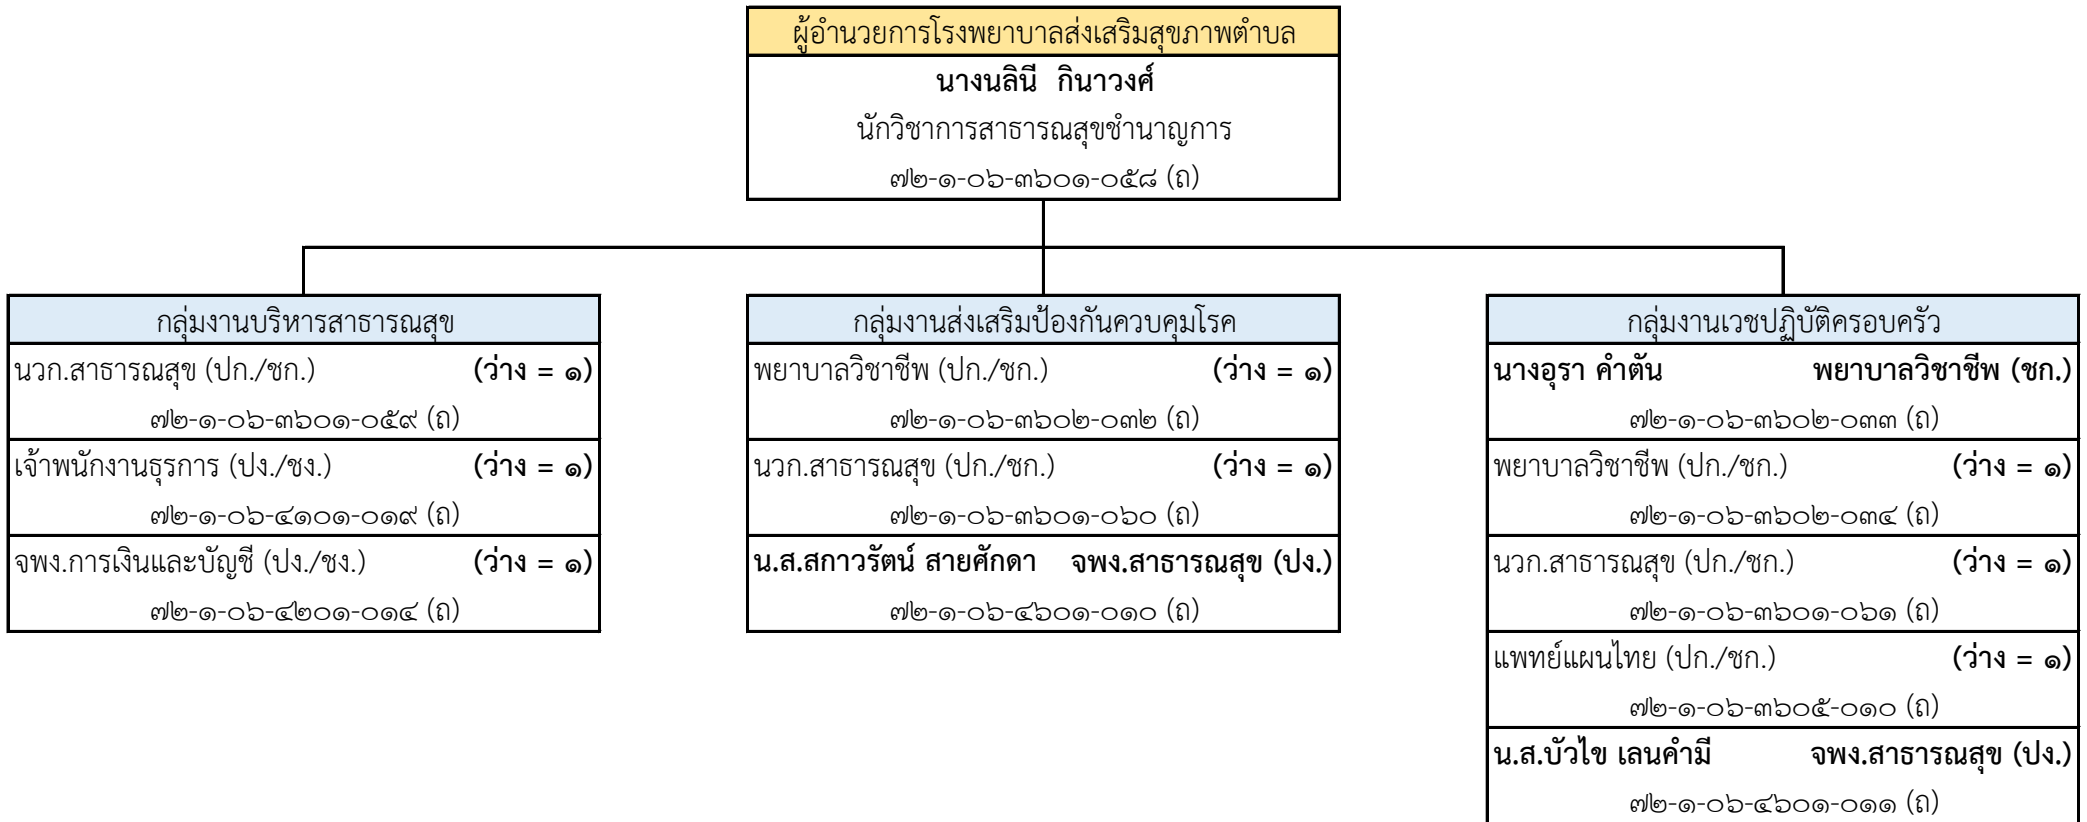 ผู้อำนวยการโรงพยาบาลส่งเสริมสุขภาพตำบล
นางนลินี กินาวงศ์
นักวิชาการสาธารณสุขชำนาญการ
๗๒-๑-๐๖-๓๖๐๑-๐๕๘ (ถ)
กลุ่มงานบริหารสาธารณสุข
นวก.สาธารณสุข (ปก./ชก.) (ว่าง = ๑)
๗๒-๑-๐๖-๓๖๐๑-๐๕๙ (ถ)
เจ้าพนักงานธุรการ (ปง./ชง.) (ว่าง = ๑)
๗๒-๑-๐๖-๔๑๐๑-๐๑๙ (ถ)
จพง.การเงินและบัญชี (ปง./ชง.) (ว่าง = ๑)
๗๒-๑-๐๖-๔๒๐๑-๐๑๔ (ถ)
กลุ่มงานส่งเสริมป้องกันควบคุมโรค
พยาบาลวิชาชีพ (ปก./ชก.) (ว่าง = ๑)
๗๒-๑-๐๖-๓๖๐๒-๐๓๒ (ถ)
นวก.สาธารณสุข (ปก./ชก.) (ว่าง = ๑)
๗๒-๑-๐๖-๓๖๐๑-๐๖๐ (ถ)
น.ส.สกาวรัตน์ สายศักดา จพง.สาธารณสุข (ปง.)
๗๒-๑-๐๖-๔๖๐๑-๐๑๐ (ถ)
กลุ่มงานเวชปฏิบัติครอบครัว
นางอุรา คำตัน พยาบาลวิชาชีพ (ชก.)
๗๒-๑-๐๖-๓๖๐๒-๐๓๓ (ถ)
พยาบาลวิชาชีพ (ปก./ชก.) (ว่าง = ๑)
๗๒-๑-๐๖-๓๖๐๒-๐๓๔ (ถ)
นวก.สาธารณสุข (ปก./ชก.) (ว่าง = ๑)
๗๒-๑-๐๖-๓๖๐๑-๐๖๑ (ถ)
แพทย์แผนไทย (ปก./ชก.) (ว่าง = ๑)
๗๒-๑-๐๖-๓๖๐๕-๐๑๐ (ถ)
น.ส.บัวไข เลนคำมี จพง.สาธารณสุข (ปง.)
๗๒-๑-๐๖-๔๖๐๑-๐๑๑ (ถ)